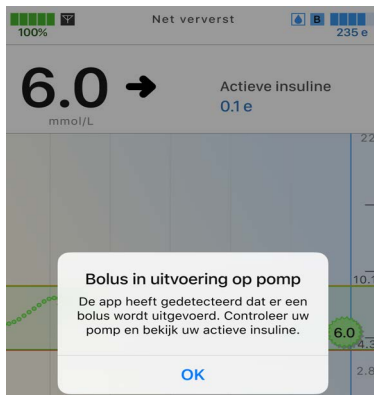 Net ververst
B
100%
235 e
6.0
Actieve insuline
0.1 e
mmol/L
22
10.1
Bolus in uitvoering op pomp
De app heeft gedetecteerd dat er een
bolus wordt uitgevoerd. Controleer uw
pomp en bekijk uw actieve insuline.
6.0
4.3
2.8
OK